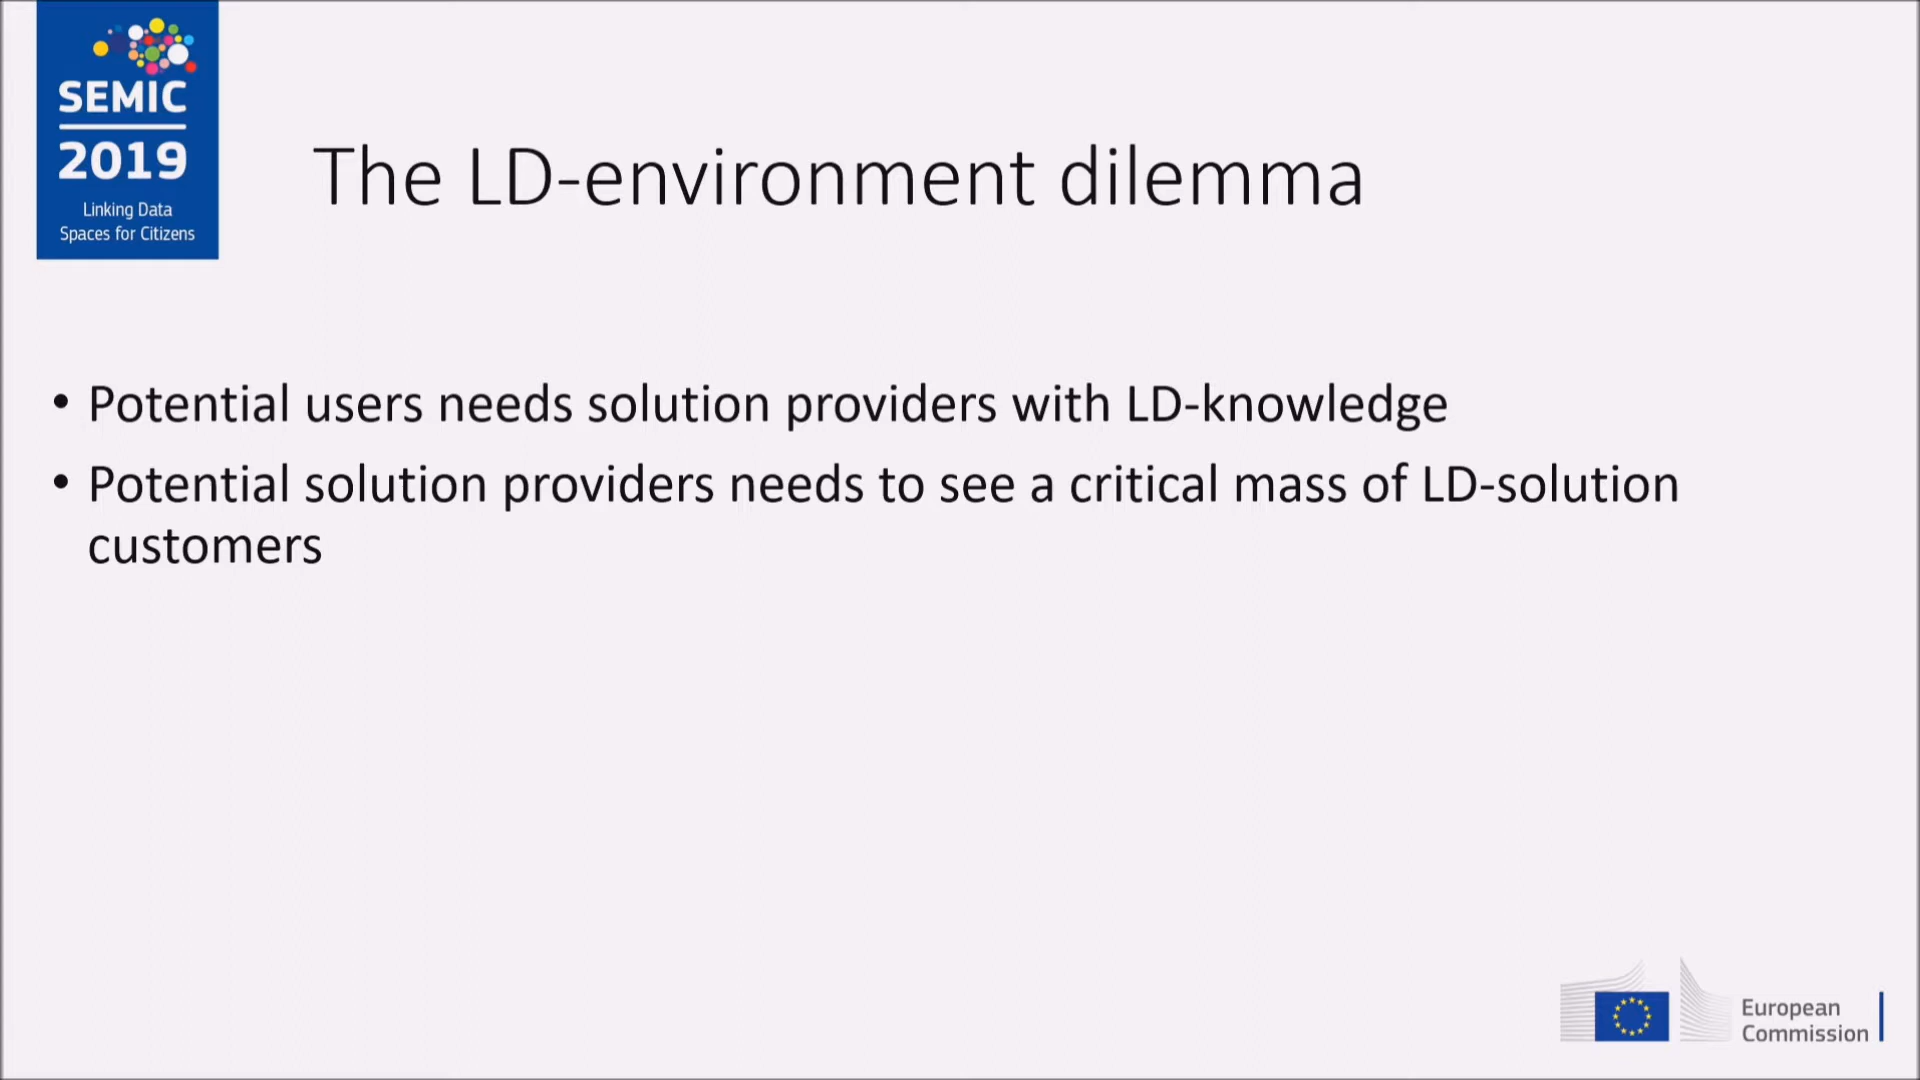 SEMIC
2019
Linking Data
Spaces for Citizens
The LD-environment dilemma
• Potential users needs solution providers with LD-knowledge
• Potential solution providers needs to see a critical mass of LD-solution
customers
European
Commission